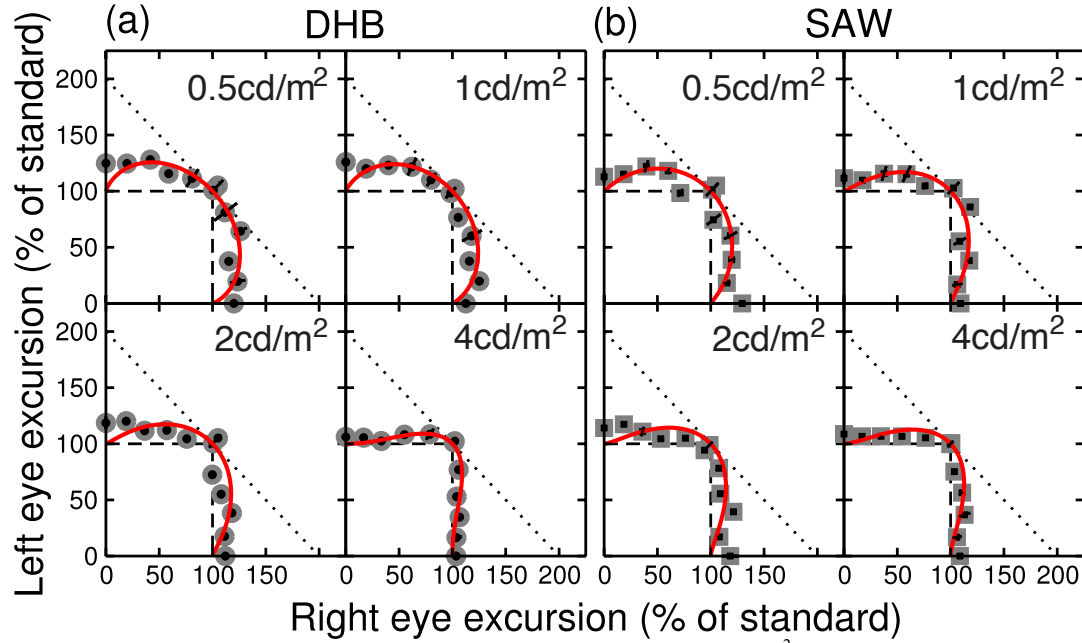 (a) DHB (b) SAW
0.5cd/m² 1cd/m² 0.5cd/m² 1cd/m²
200
150
100
50
0
2cd/m² 4cd/m² 2cd/m² 4cd/m²
200
150
100
50
0
0 50 100 150 0 50 100 150 200 0 50 100 150 0 50 100 150 200
Left eye excursion (% of standard)
Right eye excursion (% of standard)
2